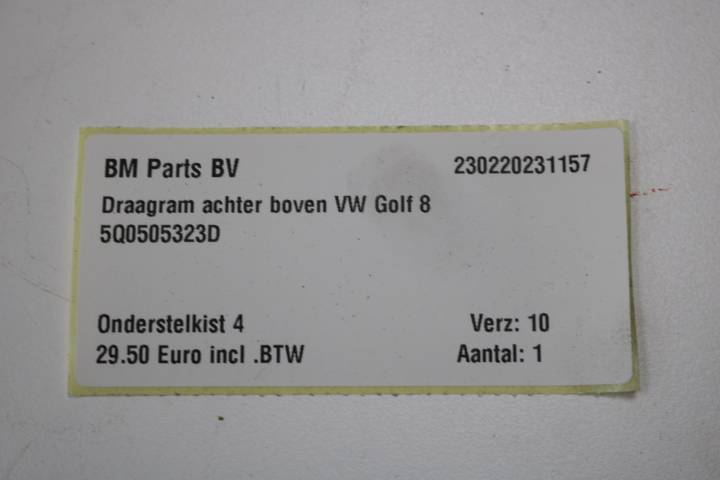 BM Parts BV 230220231157
Draagram achter boven VW Golf 8
5Q0505323D
Onderstelkist 4 Verz: 10
29.50 Euro incl .BTW Aantal: 1